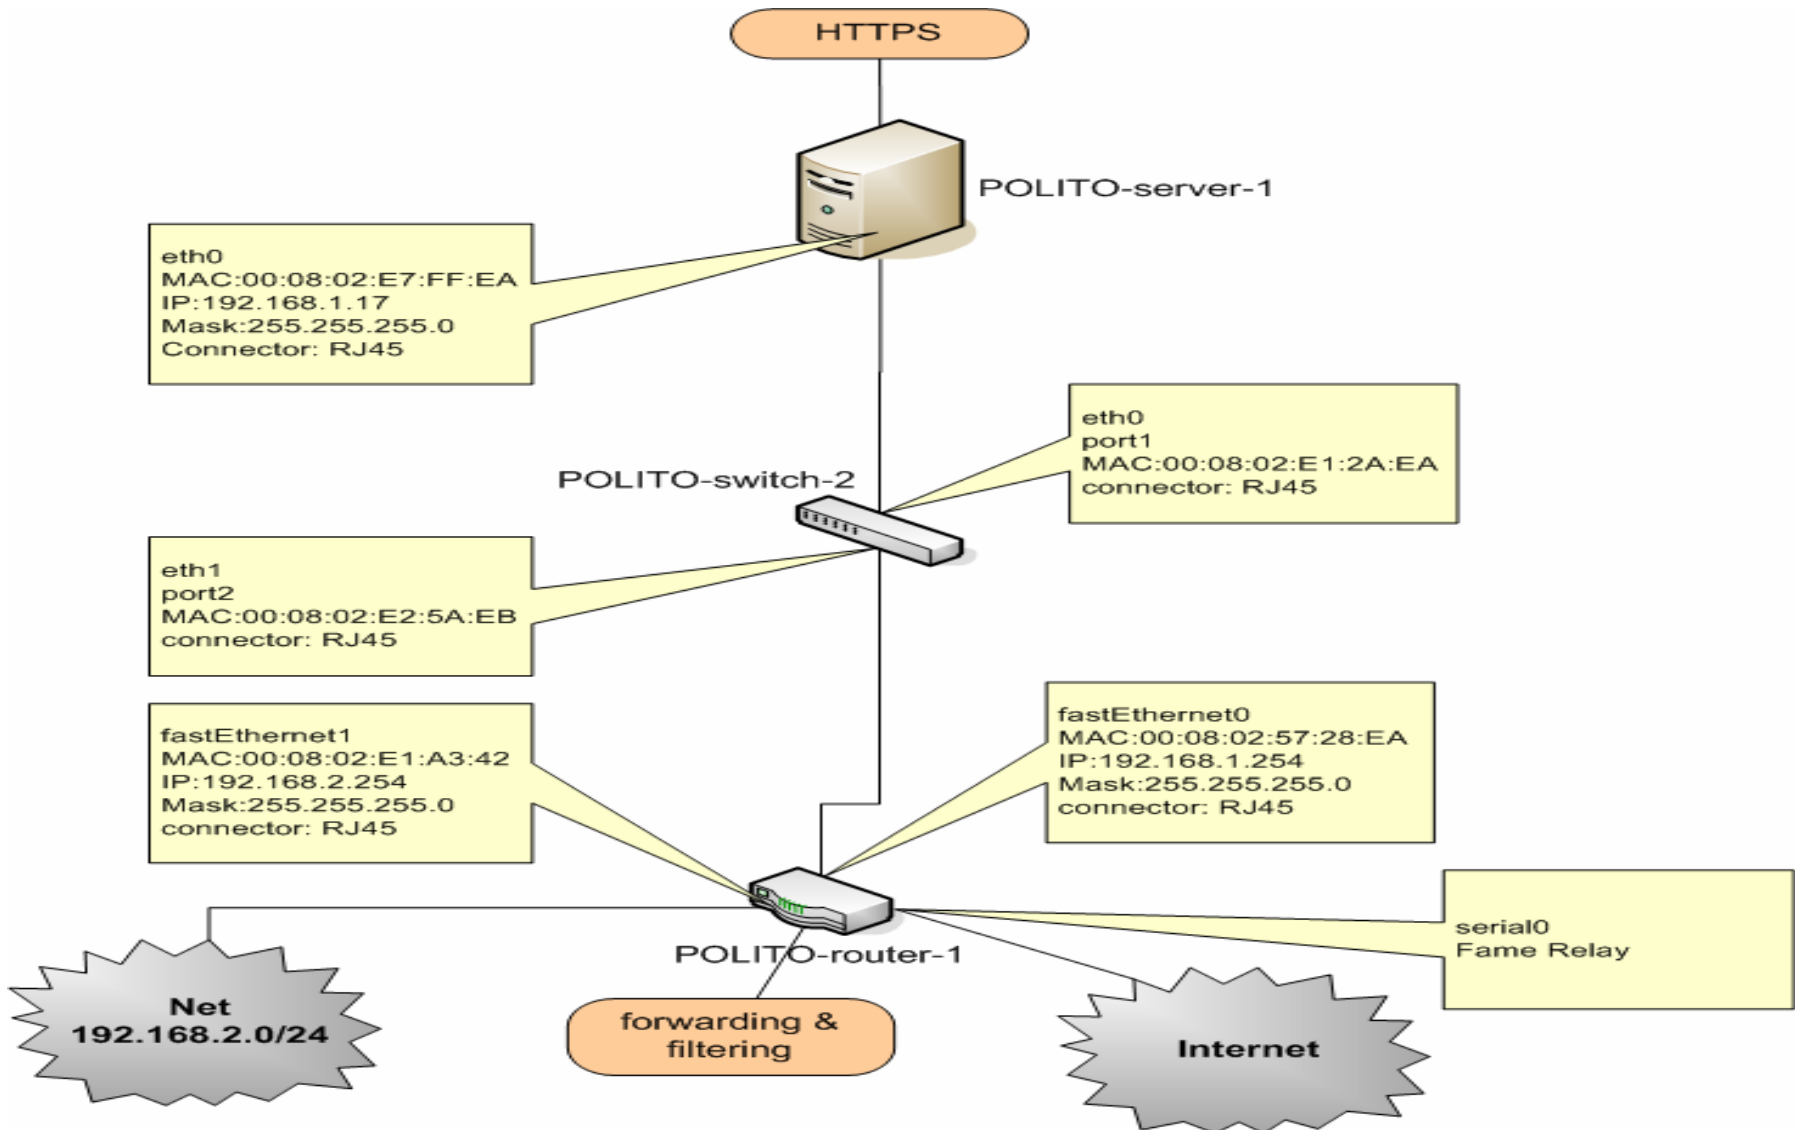 HTTPS
POLITO-server-1
eth0
MAC:00:08:02:E7:FF:EA
IP:192.168.1.17
Mask:255.255.255.0
Connector: RJ45
eth0
port1
MAC:00:08:02:E1:2A:EA
connector: RJ45
POLITO-switch-2
eth1
port2
MAC:00:08:02:E2:5A:EB
connector: RJ45
fastEthernet1
MAC:00:08:02:E1:A3:42
IP:192.168.2.254
Mask:255.255.255.0
connector: RJ45
fastEthernet0
MAC:00:08:02:57:28:EA
IP:192.168.1.254
Mask:255.255.255.0
connector: RJ45
serial0
Fame Relay
POLITO-router-1
Net
192.168.2.0/24
forwarding &
filtering
Internet